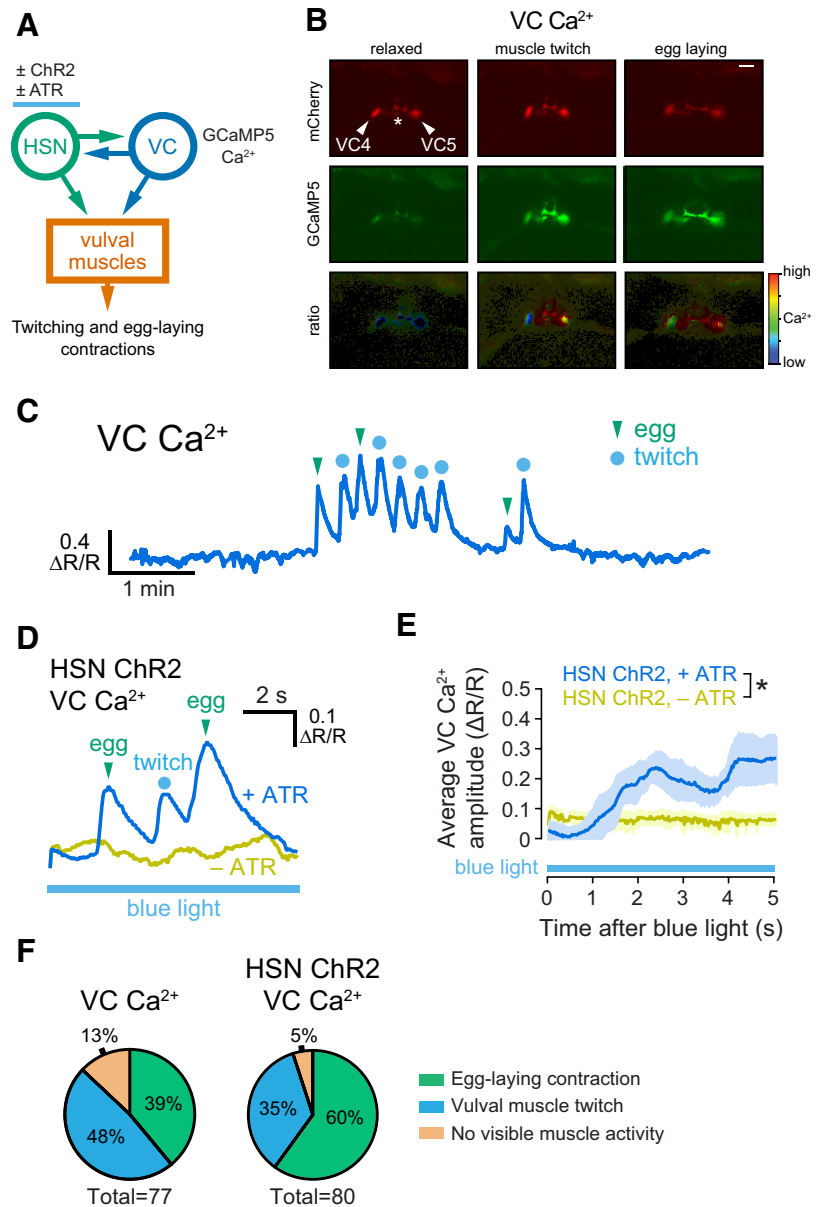 A
± ChR2
± ATR
HSN
VC
GCaMP5
Ca²⁺
vulval
muscles
Twitching and egg-laying
contractions
B
VC Ca²⁺
relaxed
muscle twitch
egg laying
mCherry
VC4
*
VC5
GCaMP5
ratio
high
Ca²⁺
low
C
VC Ca²⁺
egg
twitch
0.4
ΔR/R
1 min
D
HSN ChR2
VC Ca²⁺
2 s
0.1
ΔR/R
egg
twitch
egg
+ ATR
– ATR
blue light
E
HSN ChR2, + ATR
HSN ChR2, – ATR
*
Average VC Ca²⁺
amplitude (ΔR/R)
0.5
0.4
0.3
0.2
0.1
0
blue light
0 1 2 3 4 5
Time after blue light (s)
F
VC Ca²⁺
13%
39%
48%
Total=77
HSN ChR2
VC Ca²⁺
5%
35%
60%
Total=80
Egg-laying contraction
Vulval muscle twitch
No visible muscle activity